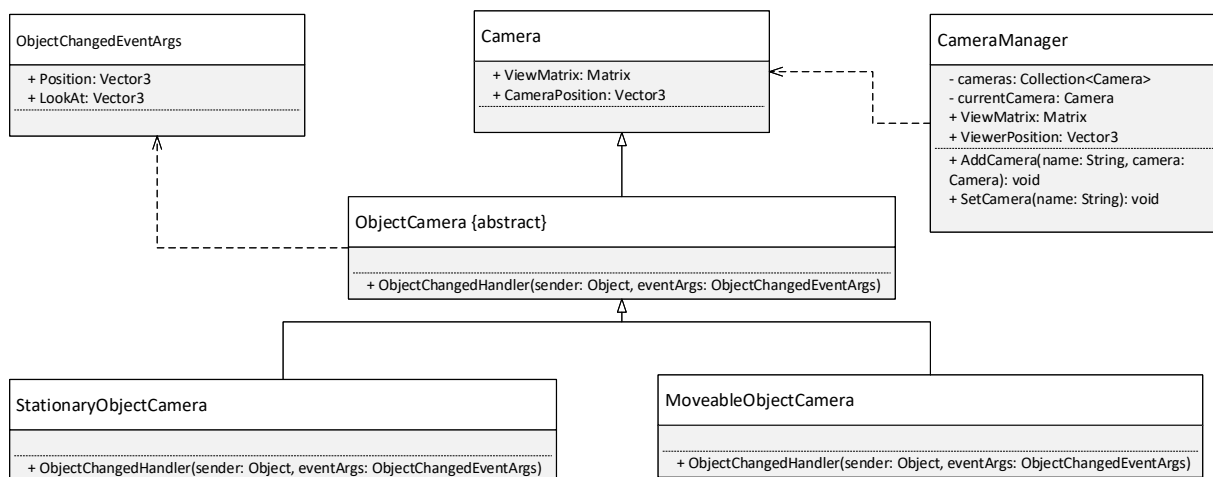 ObjectChangedEventArgs
+ Position: Vector3
+ LookAt: Vector3
Camera
+ ViewMatrix: Matrix
+ CameraPosition: Vector3
CameraManager
- cameras: Collection<Camera>
- currentCamera: Camera
+ ViewMatrix: Matrix
+ ViewerPosition: Vector3
+ AddCamera(name: String, camera:
Camera): void
+ SetCamera(name: String): void
ObjectCamera {abstract}
+ ObjectChangedHandler(sender: Object, eventArgs: ObjectChangedEventArgs)
StationaryObjectCamera
+ ObjectChangedHandler(sender: Object, eventArgs: ObjectChangedEventArgs)
MoveableObjectCamera
+ ObjectChangedHandler(sender: Object, eventArgs: ObjectChangedEventArgs)